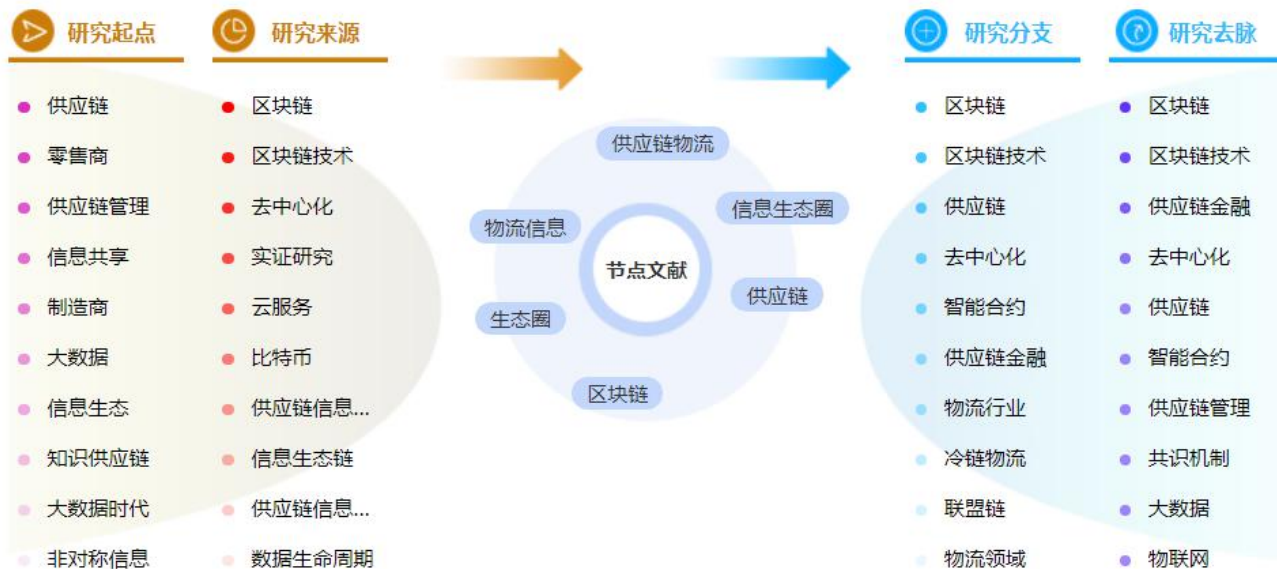 研究起点
供应链
零售商
供应链管理
信息共享
制造商
大数据
信息生态
知识供应链
大数据时代
非对称信息
研究来源
区块链
区块链技术
去中心化
实证研究
云服务
比特币
供应链信息...
信息生态链
供应链信息...
数据生命周期
供应链物流
信息生态圈
物流信息
节点文献
供应链
生态圈
区块链
研究分支
区块链
区块链技术
供应链
去中心化
智能合约
供应链金融
物流行业
冷链物流
联盟链
物流领域
研究去脉
区块链
区块链技术
供应链金融
去中心化
供应链
智能合约
供应链管理
共识机制
大数据
物联网